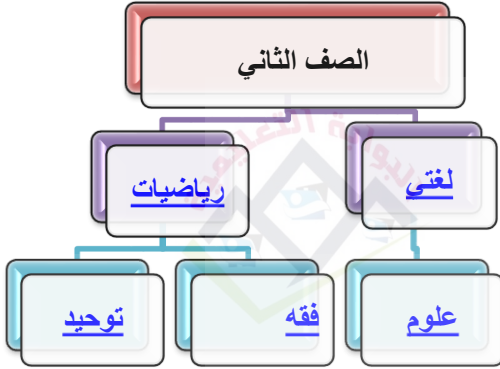 الصف الثاني
لغتي
رياضيات
علوم
فقه
توحيد